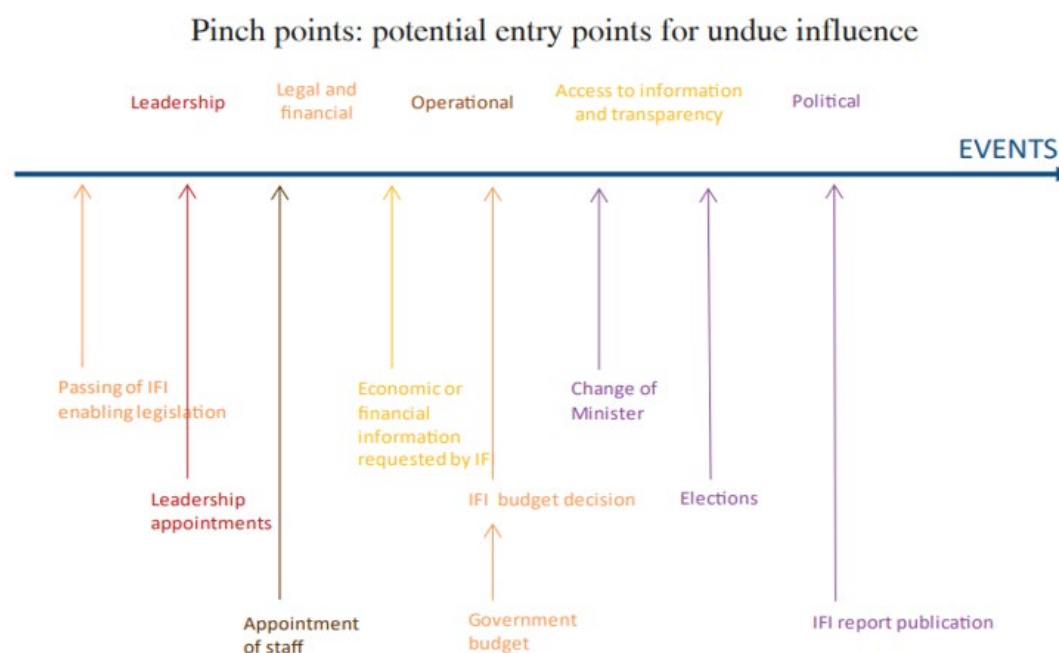 Pinch points: potential entry points for undue influence
Leadership
Legal and
financial
Operational
Access to information
and transparency
Political
EVENTS
Passing of IFI
enabling legislation
Economic or
financial
information
requested by IFI
Change of
Minister
Leadership
appointments
IFI budget decision
Elections
Appointment
of staff
Government
budget
IFI report publication